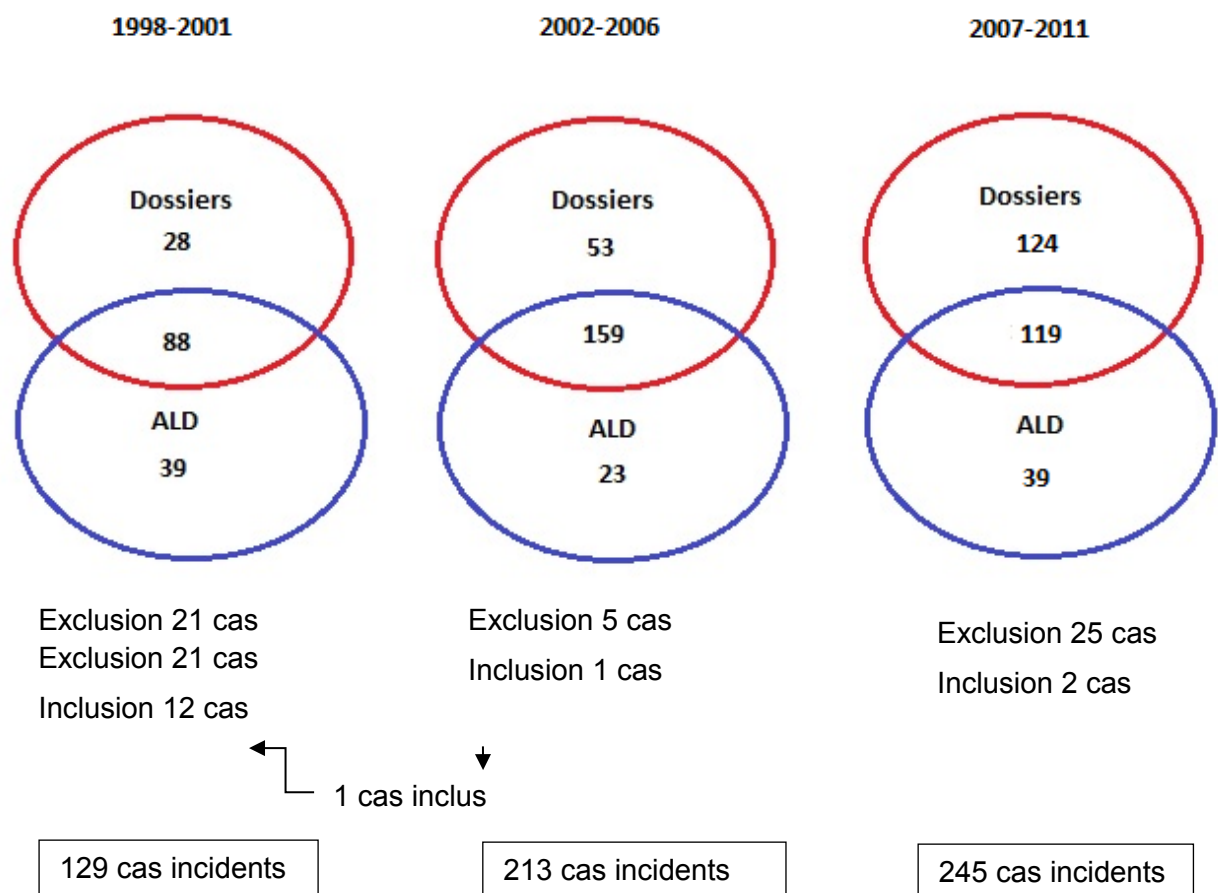 1998-2001
2002-2006
2007-2011
Dossiers
28
88
ALD
39
Dossiers
53
159
ALD
23
Dossiers
124
119
ALD
39
Exclusion 21 cas
Exclusion 21 cas
Inclusion 12 cas
Exclusion 5 cas
Inclusion 1 cas
Exclusion 25 cas
Inclusion 2 cas
1 cas inclus
129 cas incidents
213 cas incidents
245 cas incidents